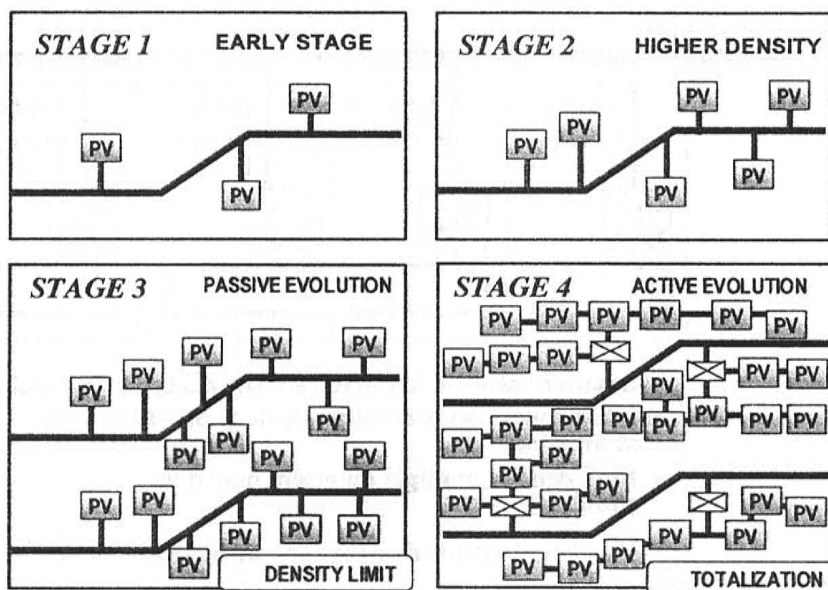 STAGE 1 EARLY STAGE
PV
PV
PV
STAGE 2 HIGHER DENSITY
PV PV
PV PV
PV PV
STAGE 3 PASSIVE EVOLUTION
PV PV PV
PV
PV
PV PV PV
PV PV
PV PV PV PV PV
PV
DENSITY LIMIT
STAGE 4 ACTIVE EVOLUTION
PV PV PV PV PV PV
PV PV PV PV PV
PV
PV PV PV PV PV PV PV
PV
PV PV
PV PV PV PV
PV
PV PV PV
PV PV PV
TOTALIZATION